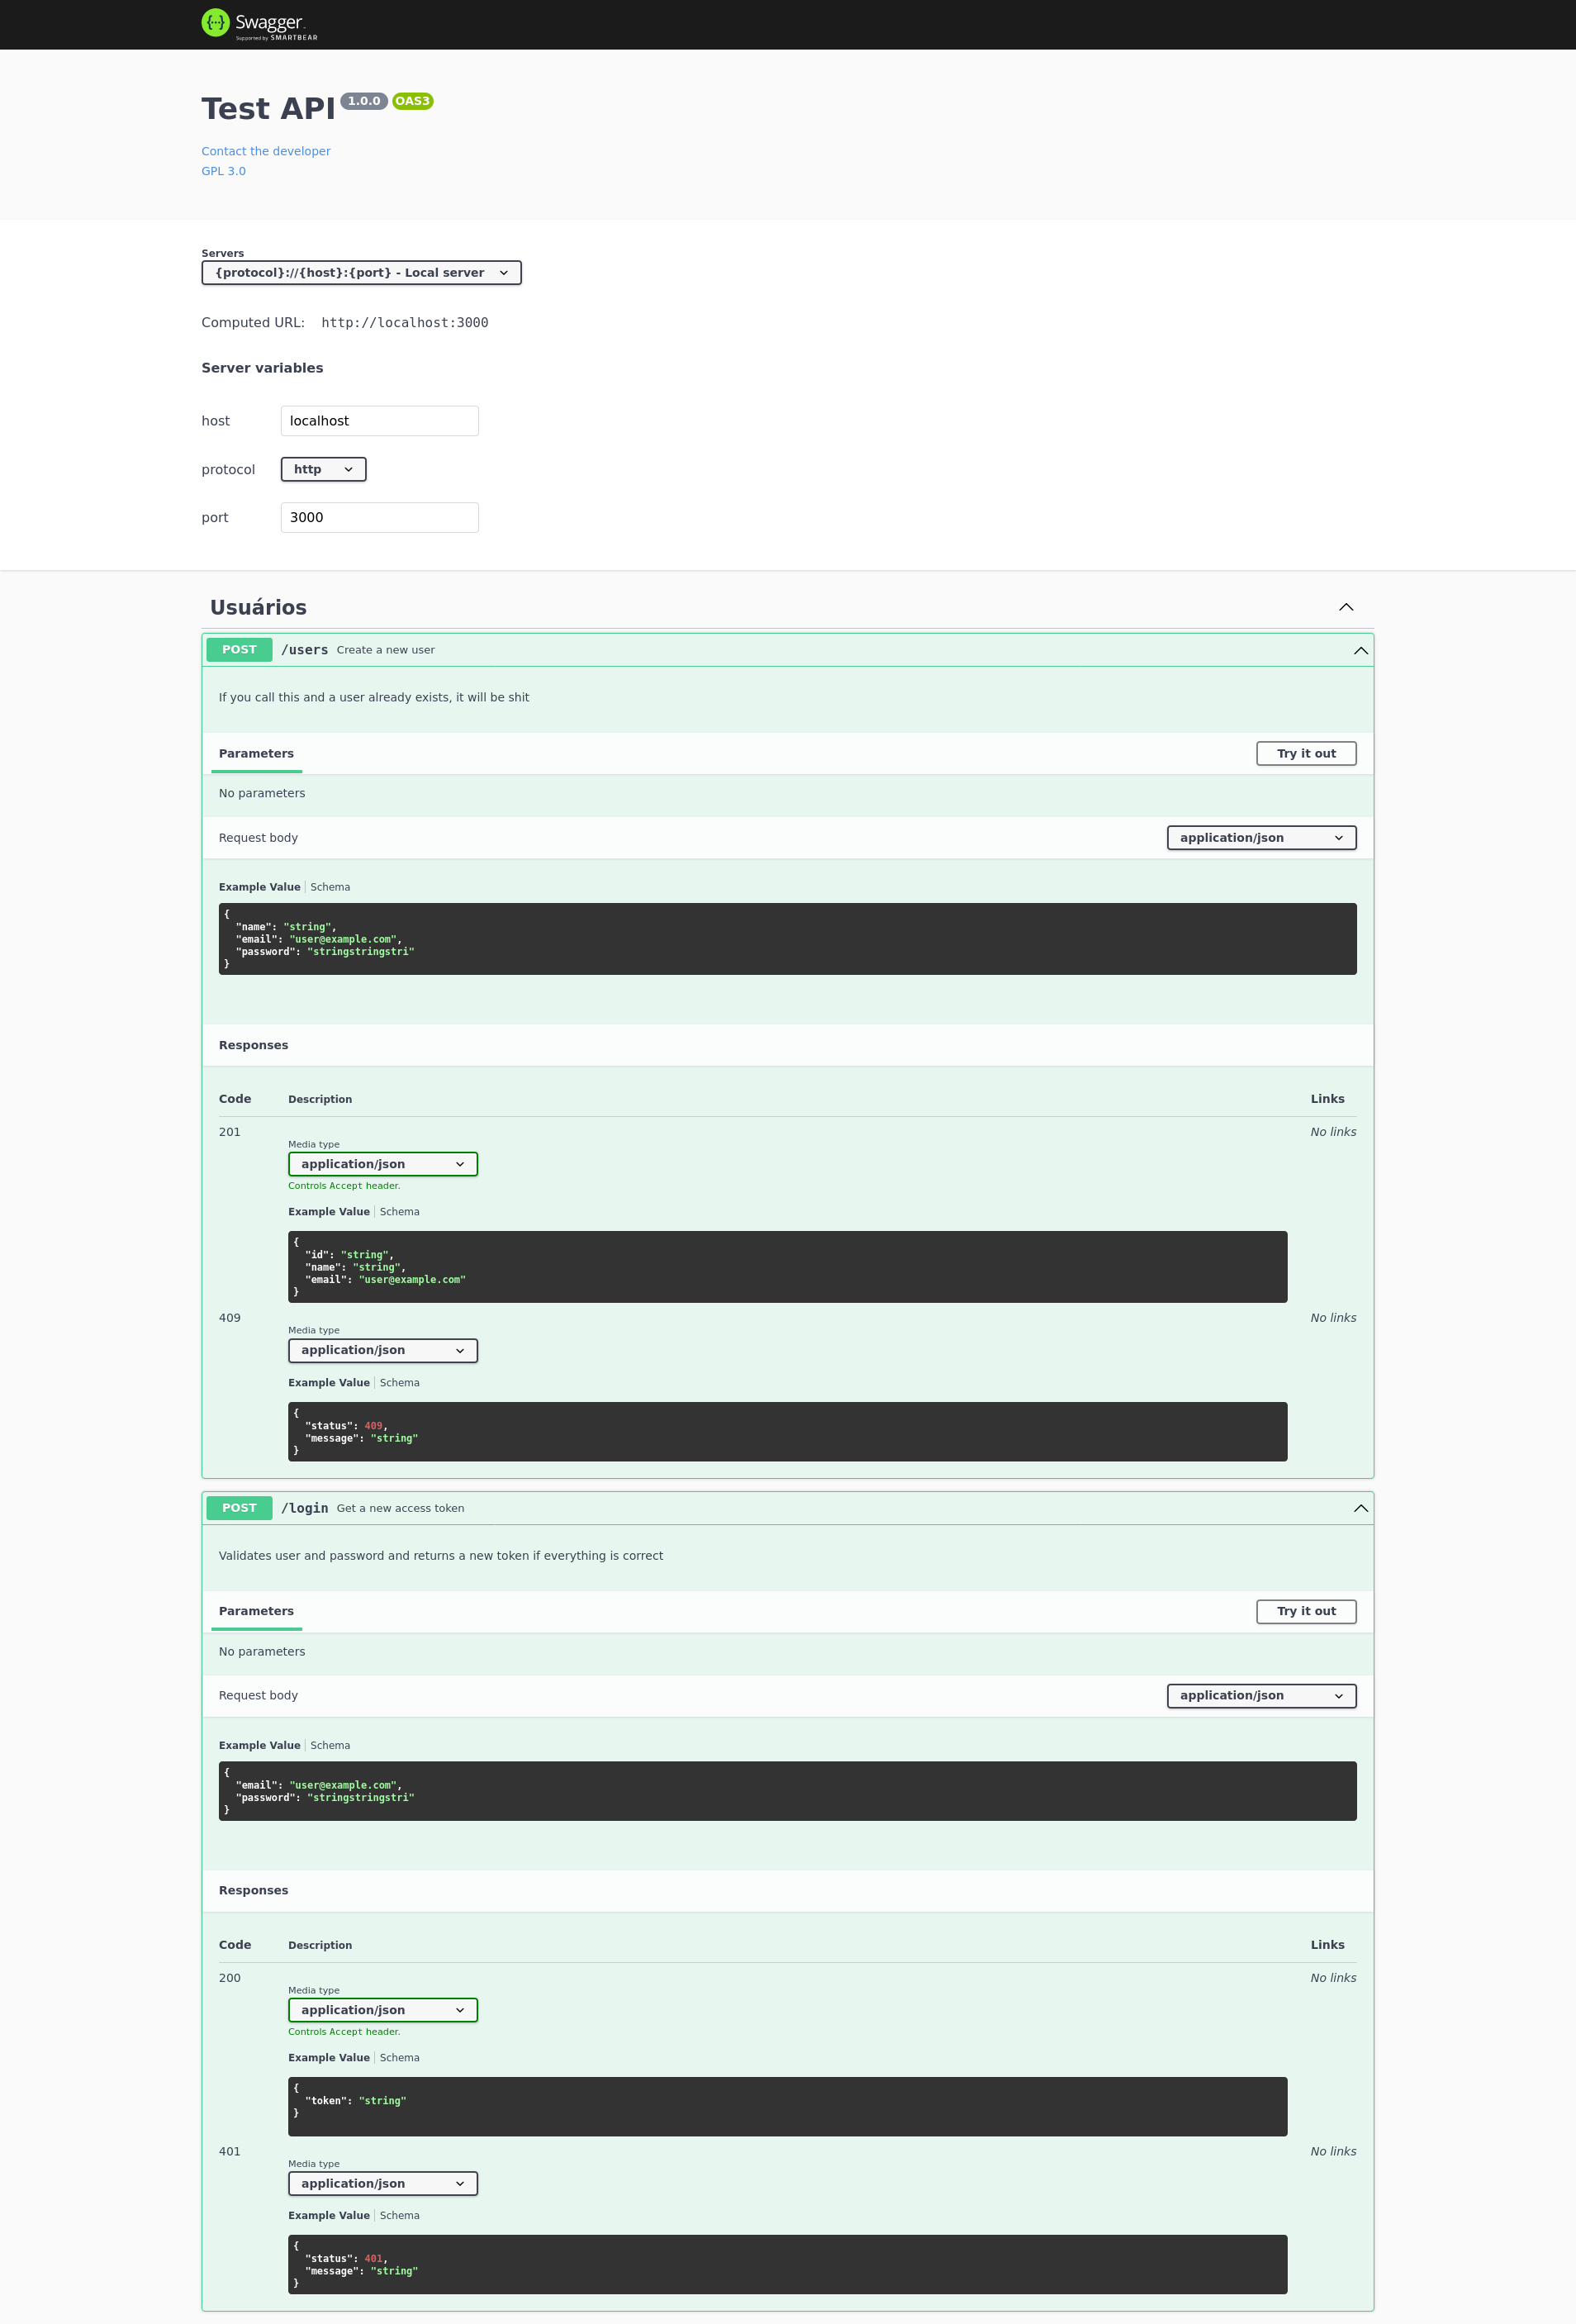 Swagger.
Supported by SMARTBEAR
Test API 1.0.0 OAS3
Contact the developer
GPL 3.0
Servers
{protocol}://{host}:{port} - Local server
Computed URL: http://localhost:3000
Server variables
host localhost
protocol http
port 3000
Usuários
POST /users Create a new user
If you call this and a user already exists, it will be shit
Parameters Try it out
No parameters
Request body application/json
Example Value Schema
{
"name": "string",
"email": "user@example.com",
"password": "stringstringstri"
}
Responses
Code Description Links
201 No links
Media type
application/json
Controls Accept header.
Example Value Schema
{
"id": "string",
"name": "string",
"email": "user@example.com"
}
409 No links
Media type
application/json
Example Value Schema
{
"status": 409,
"message": "string"
}
POST /login Get a new access token
Validates user and password and returns a new token if everything is correct
Parameters Try it out
No parameters
Request body application/json
Example Value Schema
{
"email": "user@example.com",
"password": "stringstringstri"
}
Responses
Code Description Links
200 No links
Media type
application/json
Controls Accept header.
Example Value Schema
{
"token": "string"
}
401 No links
Media type
application/json
Example Value Schema
{
"status": 401,
"message": "string"
}